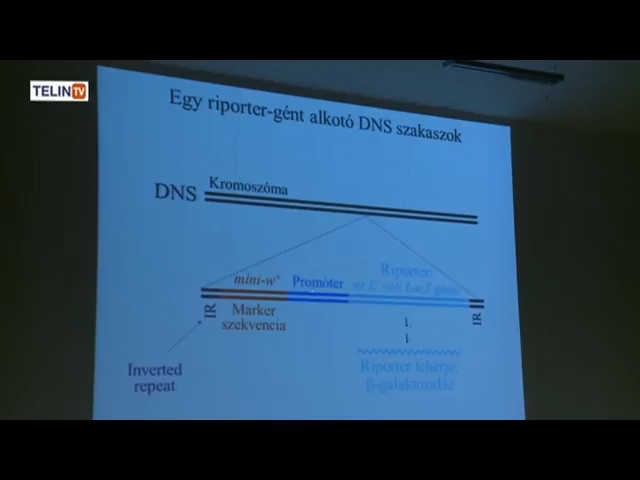 TELIN TV
Egy riporter-gént alkotó DNS szakaszok
Kromoszóma
DNS
mini-w+
Promóter
Riporter:
az E. coli LacZ génje
IR
Marker
szekvencia
IR
Inverted
repeat
Riporter fehérje:
β-galaktozidáz